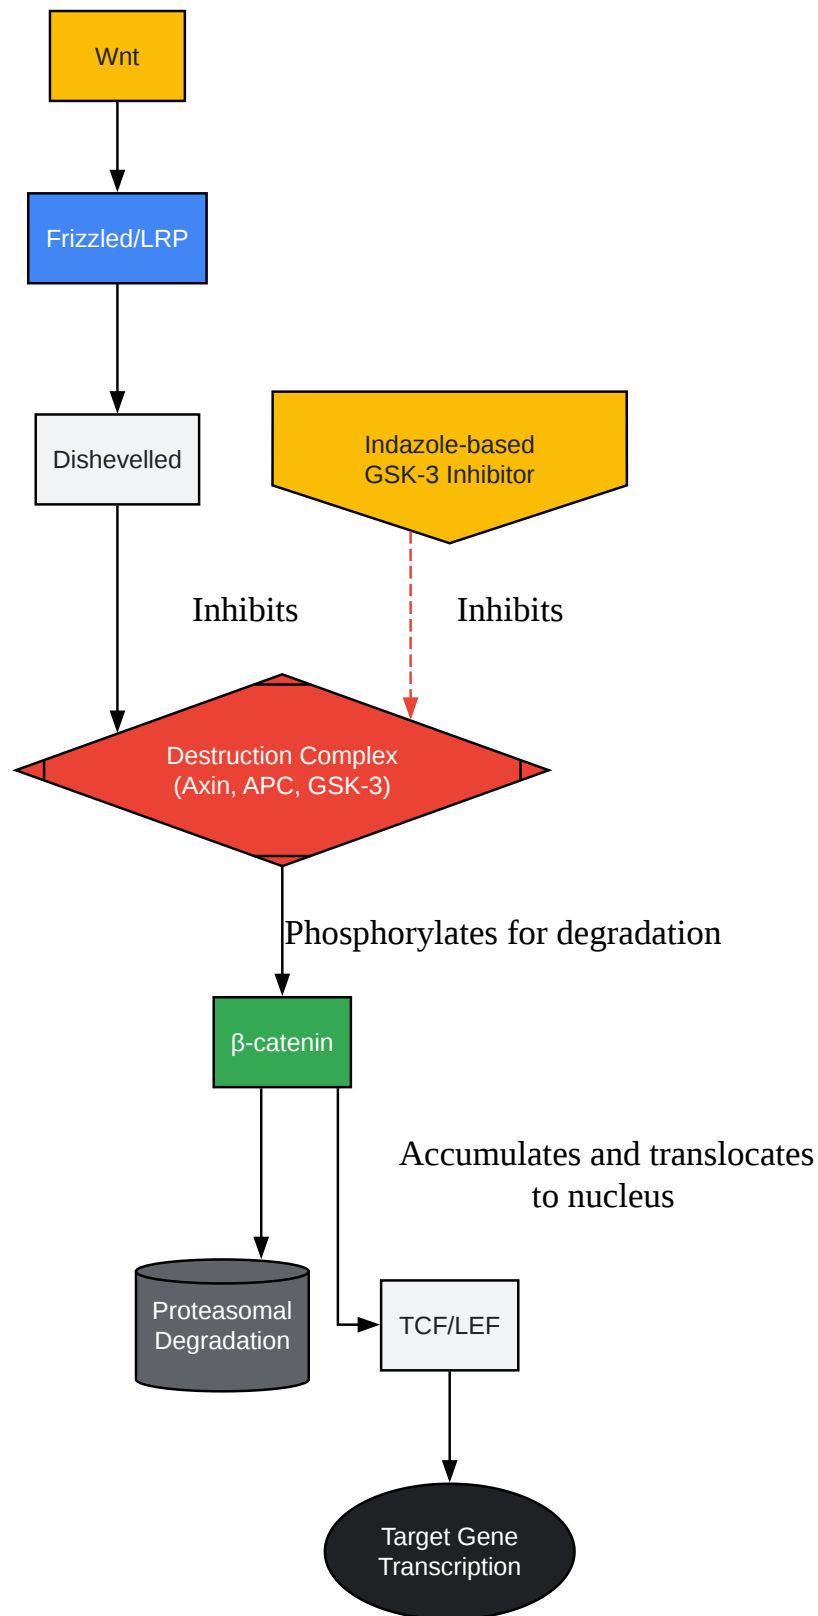 Wnt
Frizzled/LRP
Dishevelled
Indazole-based
GSK-3 Inhibitor
Inhibits
Inhibits
Destruction Complex
(Axin, APC, GSK-3)
Phosphorylates for degradation
β-catenin
Accumulates and translocates
to nucleus
Proteasomal
Degradation
TCF/LEF
Target Gene
Transcription